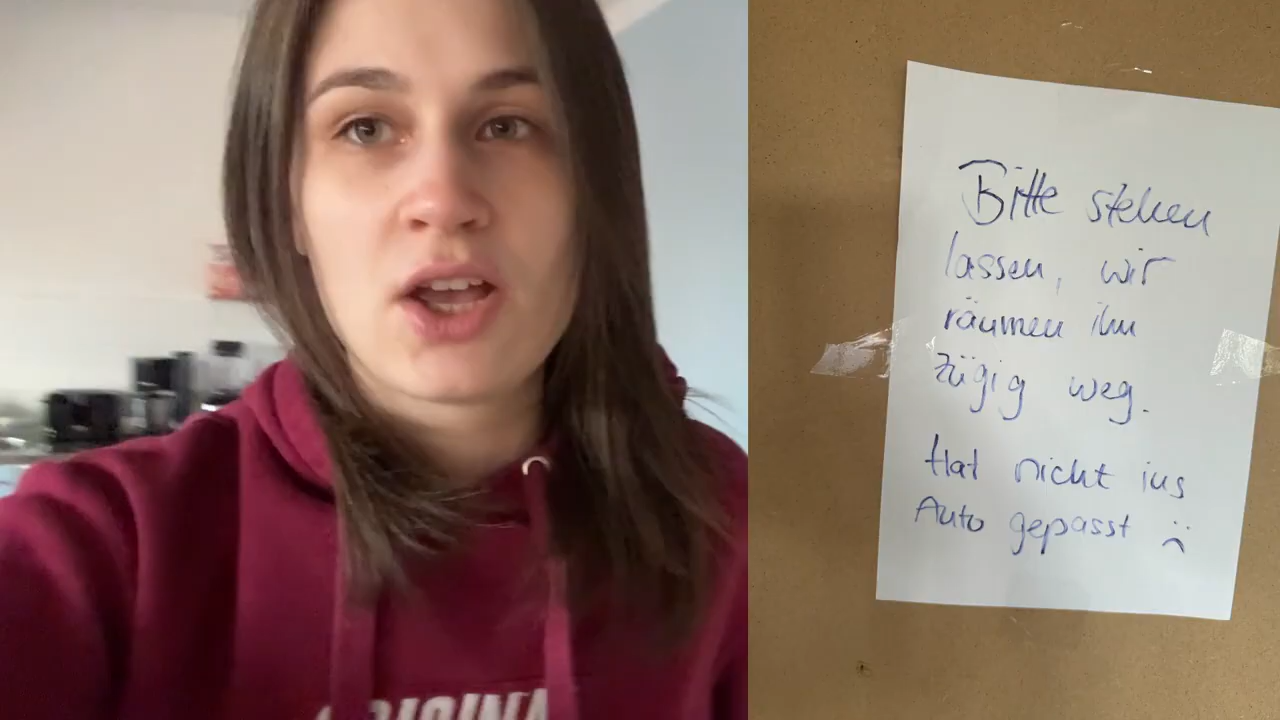 Bitte stehen
lassen, wir
räumen ihn
zügig weg.
Hat nicht ins
Auto gepasst :(